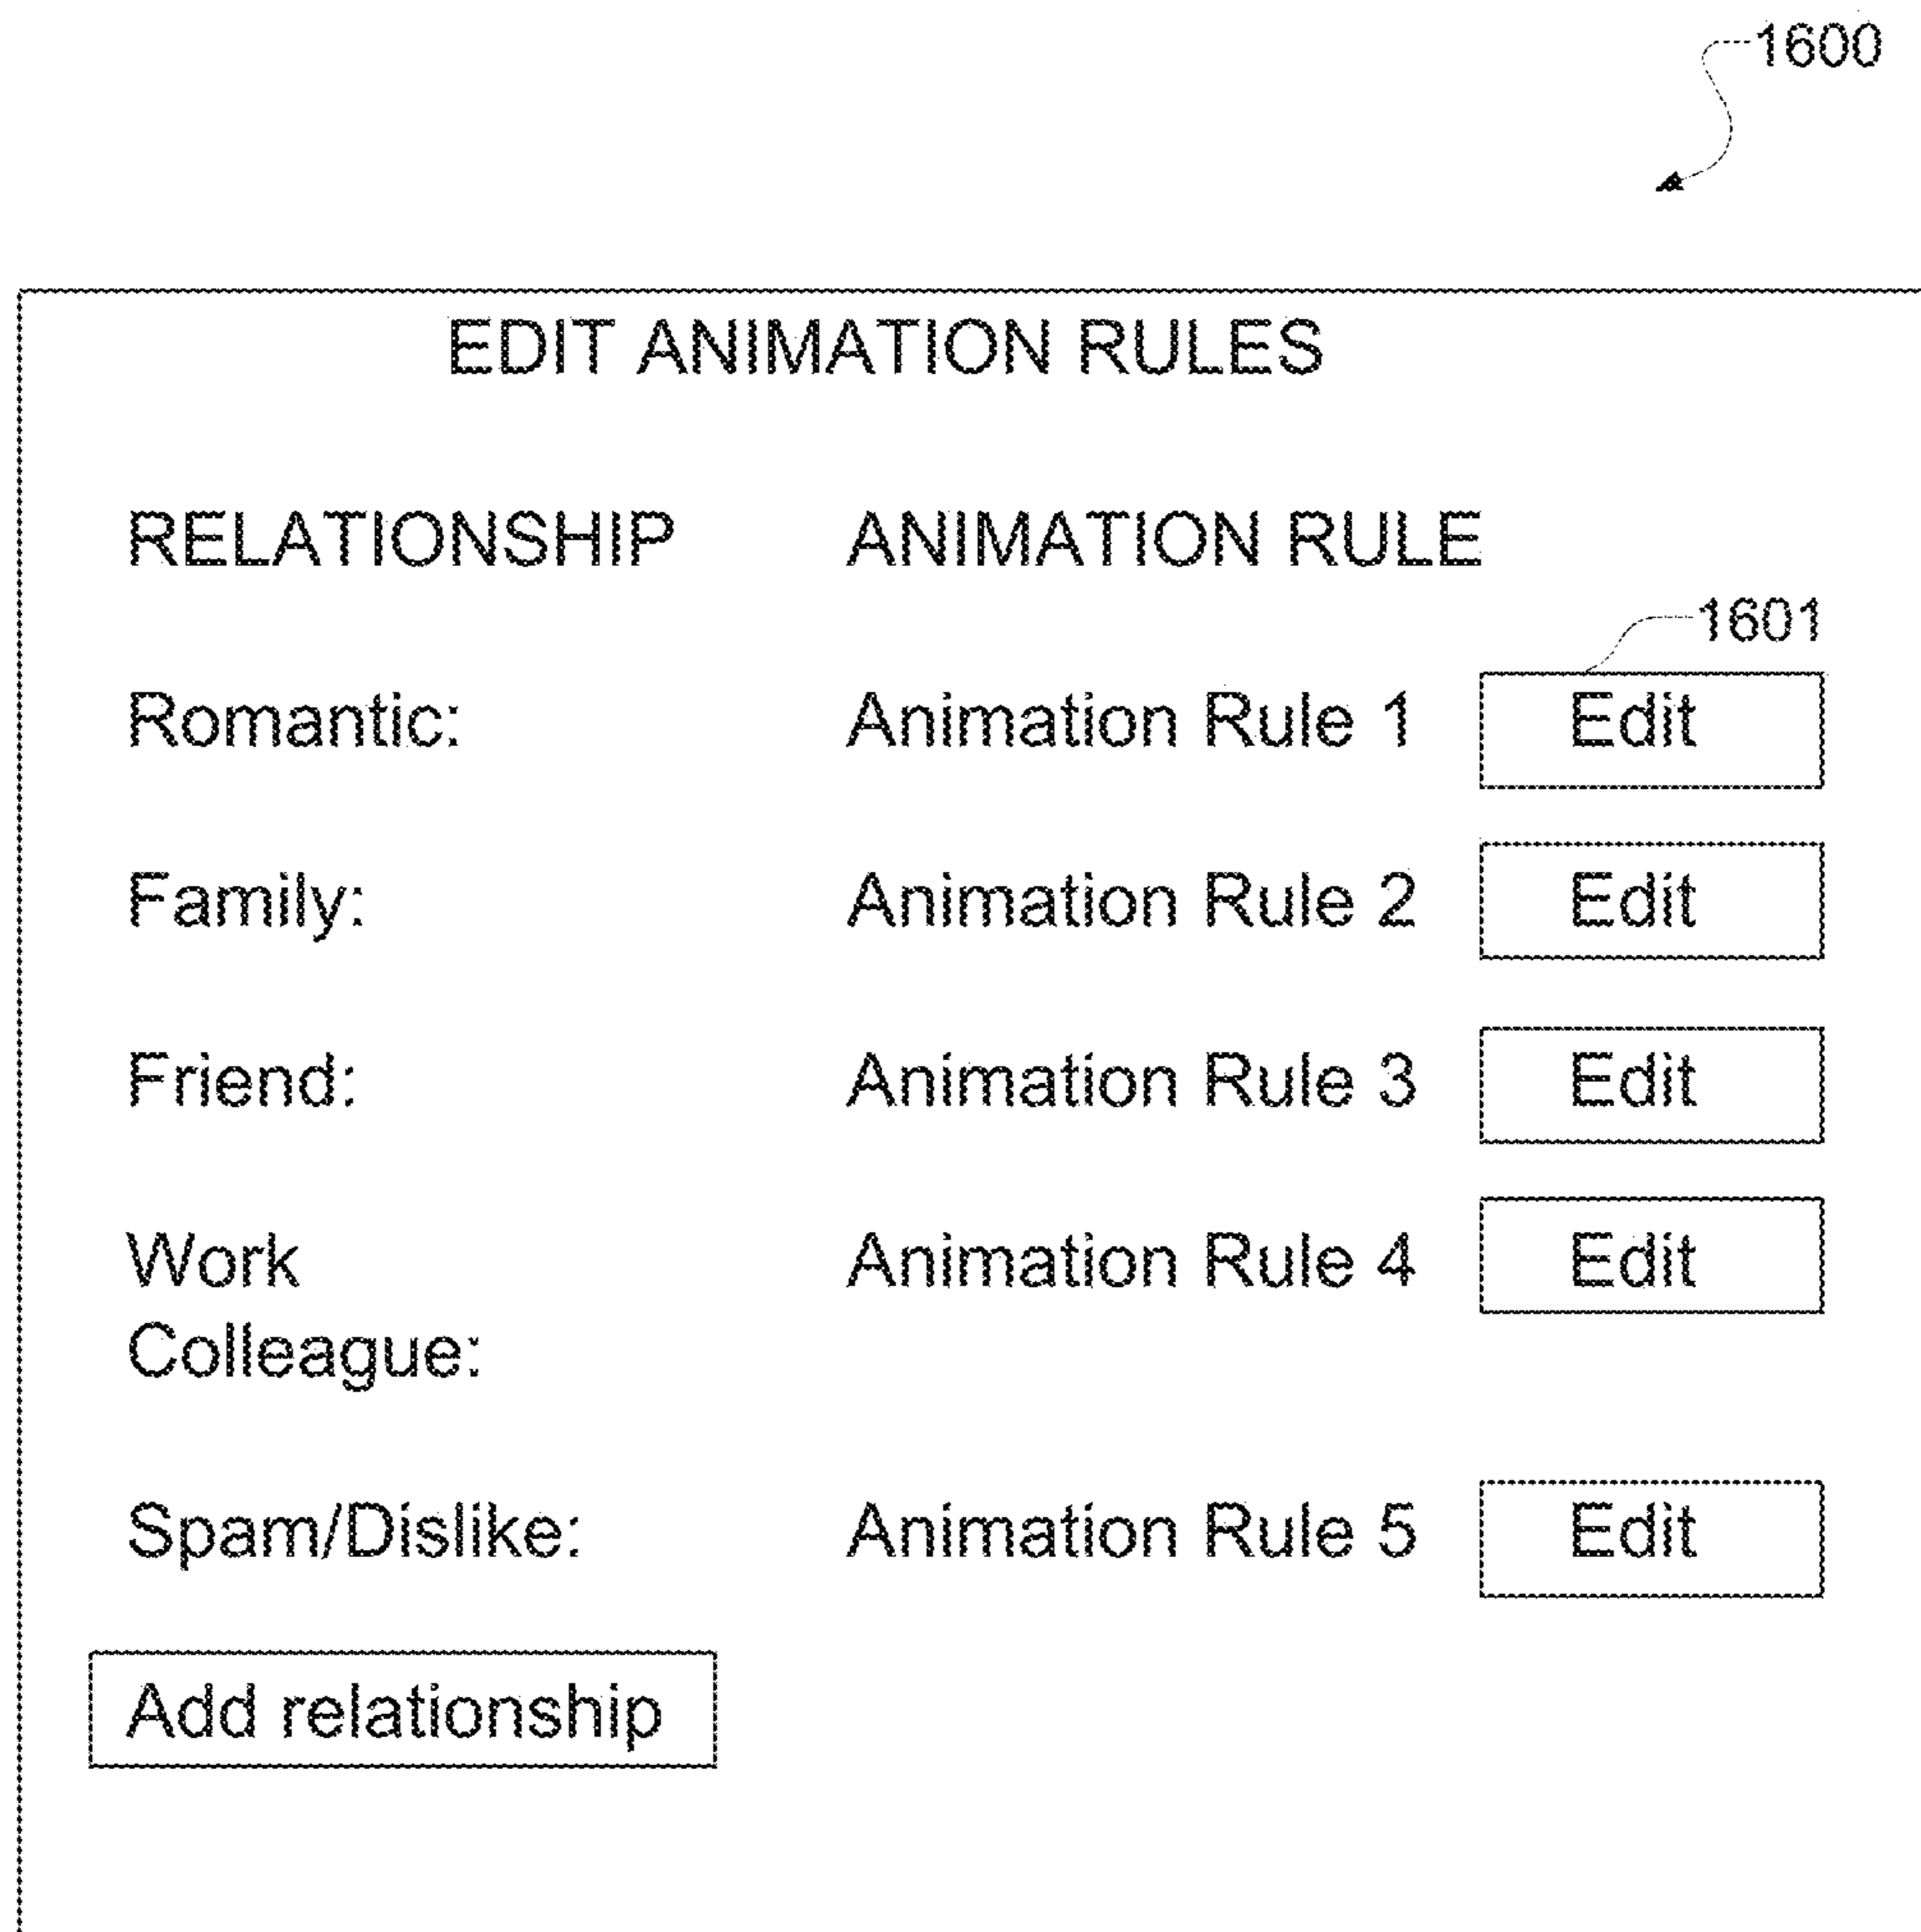 1600
EDIT ANIMATION RULES
RELATIONSHIP ANIMATION RULE
1601
Romantic: Animation Rule 1 Edit
Family: Animation Rule 2 Edit
Friend: Animation Rule 3 Edit
Work Animation Rule 4 Edit
Colleague:
Spam/Dislike: Animation Rule 5 Edit
Add relationship